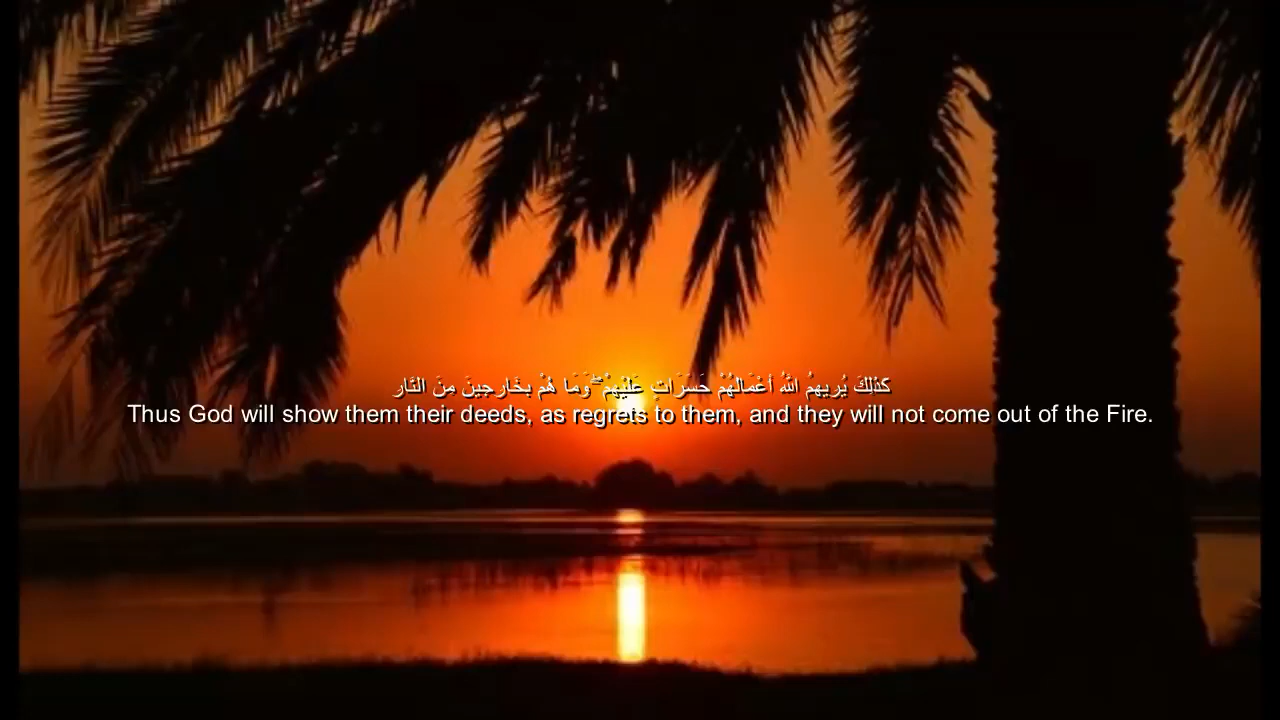 كَذَٰلِكَ يُرِيهِمُ اللَّهُ أَعْمَالَهُمْ حَسَرَاتٍ عَلَيْهِمْ ۖ وَمَا هُمْ بِخَارِجِينَ مِنَ النَّارِ
Thus God will show them their deeds, as regrets to them, and they will not come out of the Fire.